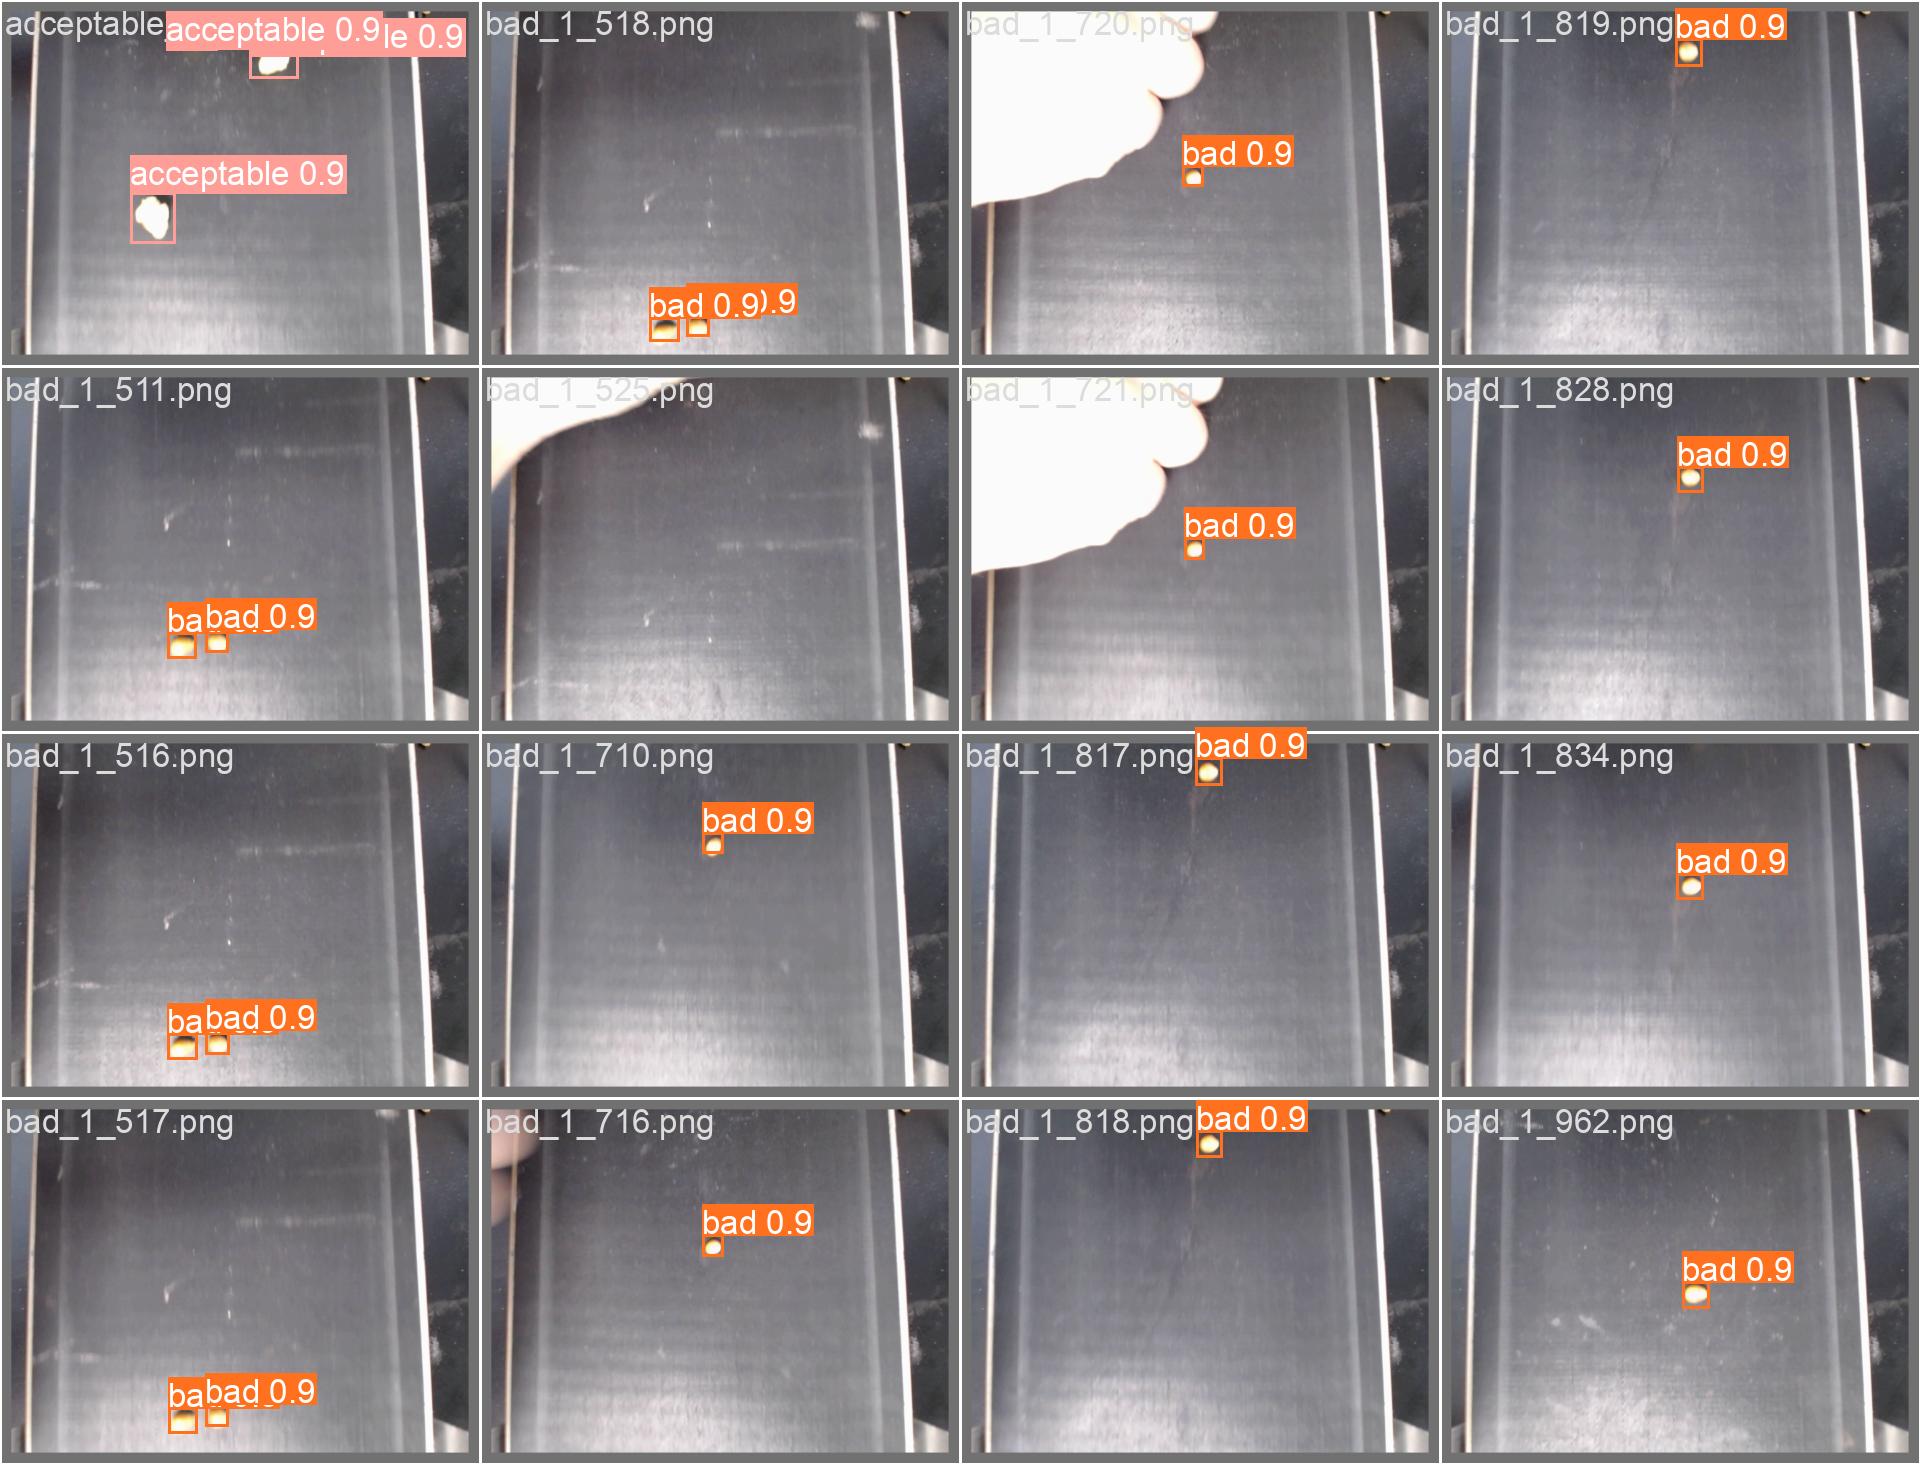 acceptable
acceptable 0.9
le 0.9
acceptable 0.9
bad_1_518.png
bad 0.9
0.9
bad_1_720.png
bad 0.9
bad_1_819.png
bad 0.9
bad_1_511.png
ba
bad 0.9
bad_1_525.png
bad_1_721.png
bad 0.9
bad_1_828.png
bad 0.9
bad_1_516.png
ba
bad 0.9
bad_1_710.png
bad 0.9
bad_1_817.png
bad 0.9
bad_1_834.png
bad 0.9
bad_1_517.png
ba
bad 0.9
bad_1_716.png
bad 0.9
bad_1_818.png
bad 0.9
bad_1_962.png
bad 0.9